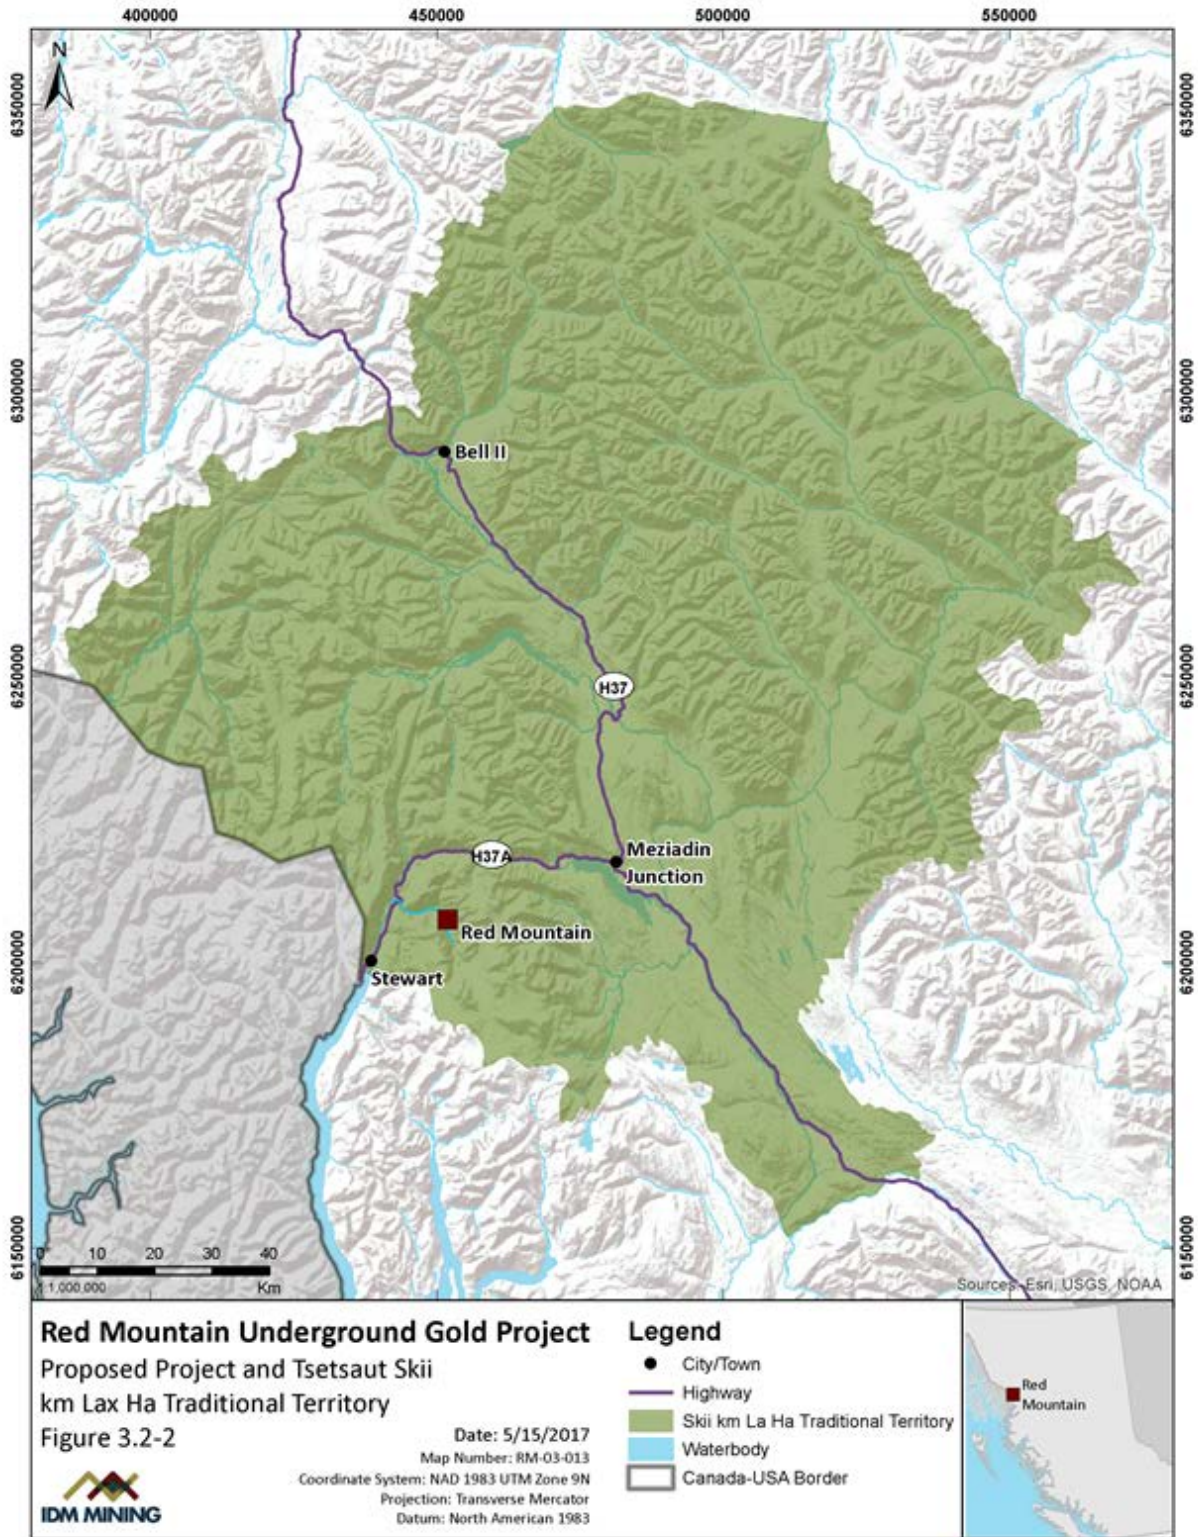 400000 450000 500000 550000
N
6350000 6350000
6300000 6300000
Bell II
6250000 6250000
H37
H37A
Meziadin
Junction
Red Mountain
Stewart
6200000 6200000
6150000 6150000
0 10 20 30 40
1:1,000,000 Km
Sources: Esri, USGS, NOAA
Red Mountain Underground Gold Project
Proposed Project and Tsetsaut Skii
km Lax Ha Traditional Territory
Figure 3.2-2
Date: 5/15/2017
Map Number: RM-03-013
Coordinate System: NAD 1983 UTM Zone 9N
Projection: Transverse Mercator
Datum: North American 1983
IDM MINING
Legend
City/Town
Highway
Skii km La Ha Traditional Territory
Waterbody
Canada-USA Border
Red
Mountain